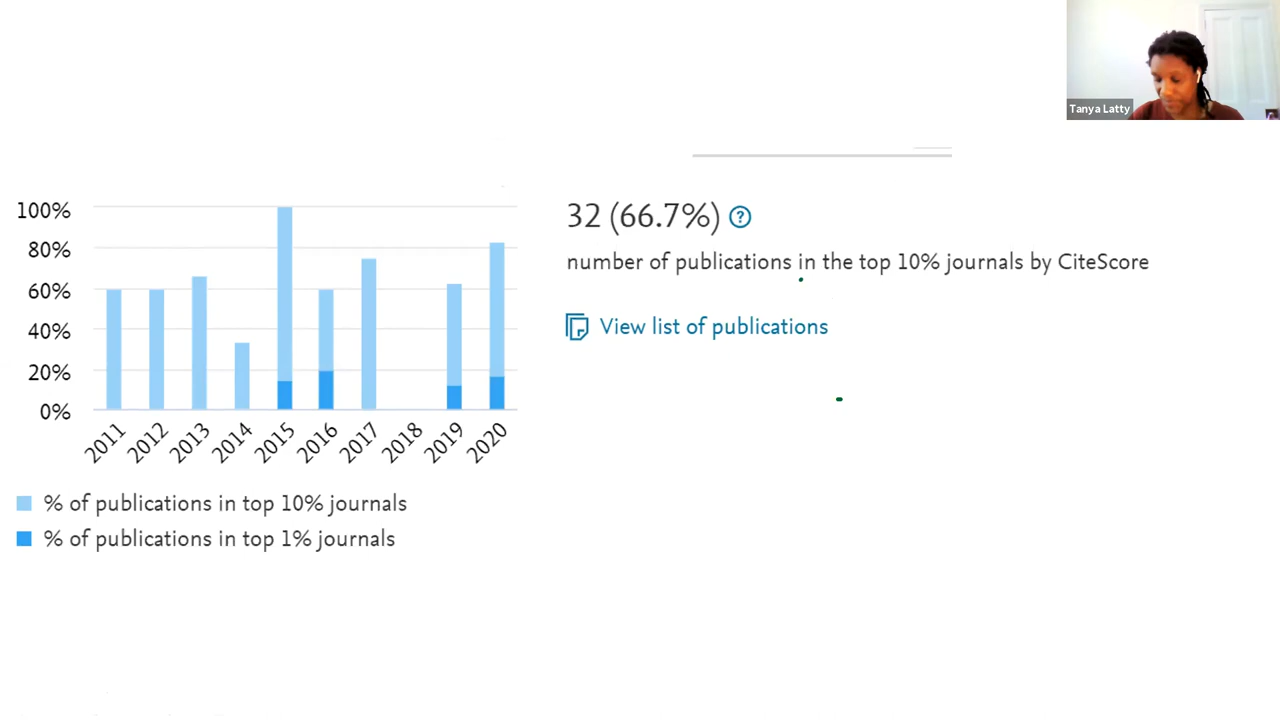 Tanya Latty
100%
80%
60%
40%
20%
0%
2011 2012 2013 2014 2015 2016 2017 2018 2019 2020
% of publications in top 10% journals
% of publications in top 1% journals
32 (66.7%) ?
number of publications in the top 10% journals by CiteScore
View list of publications